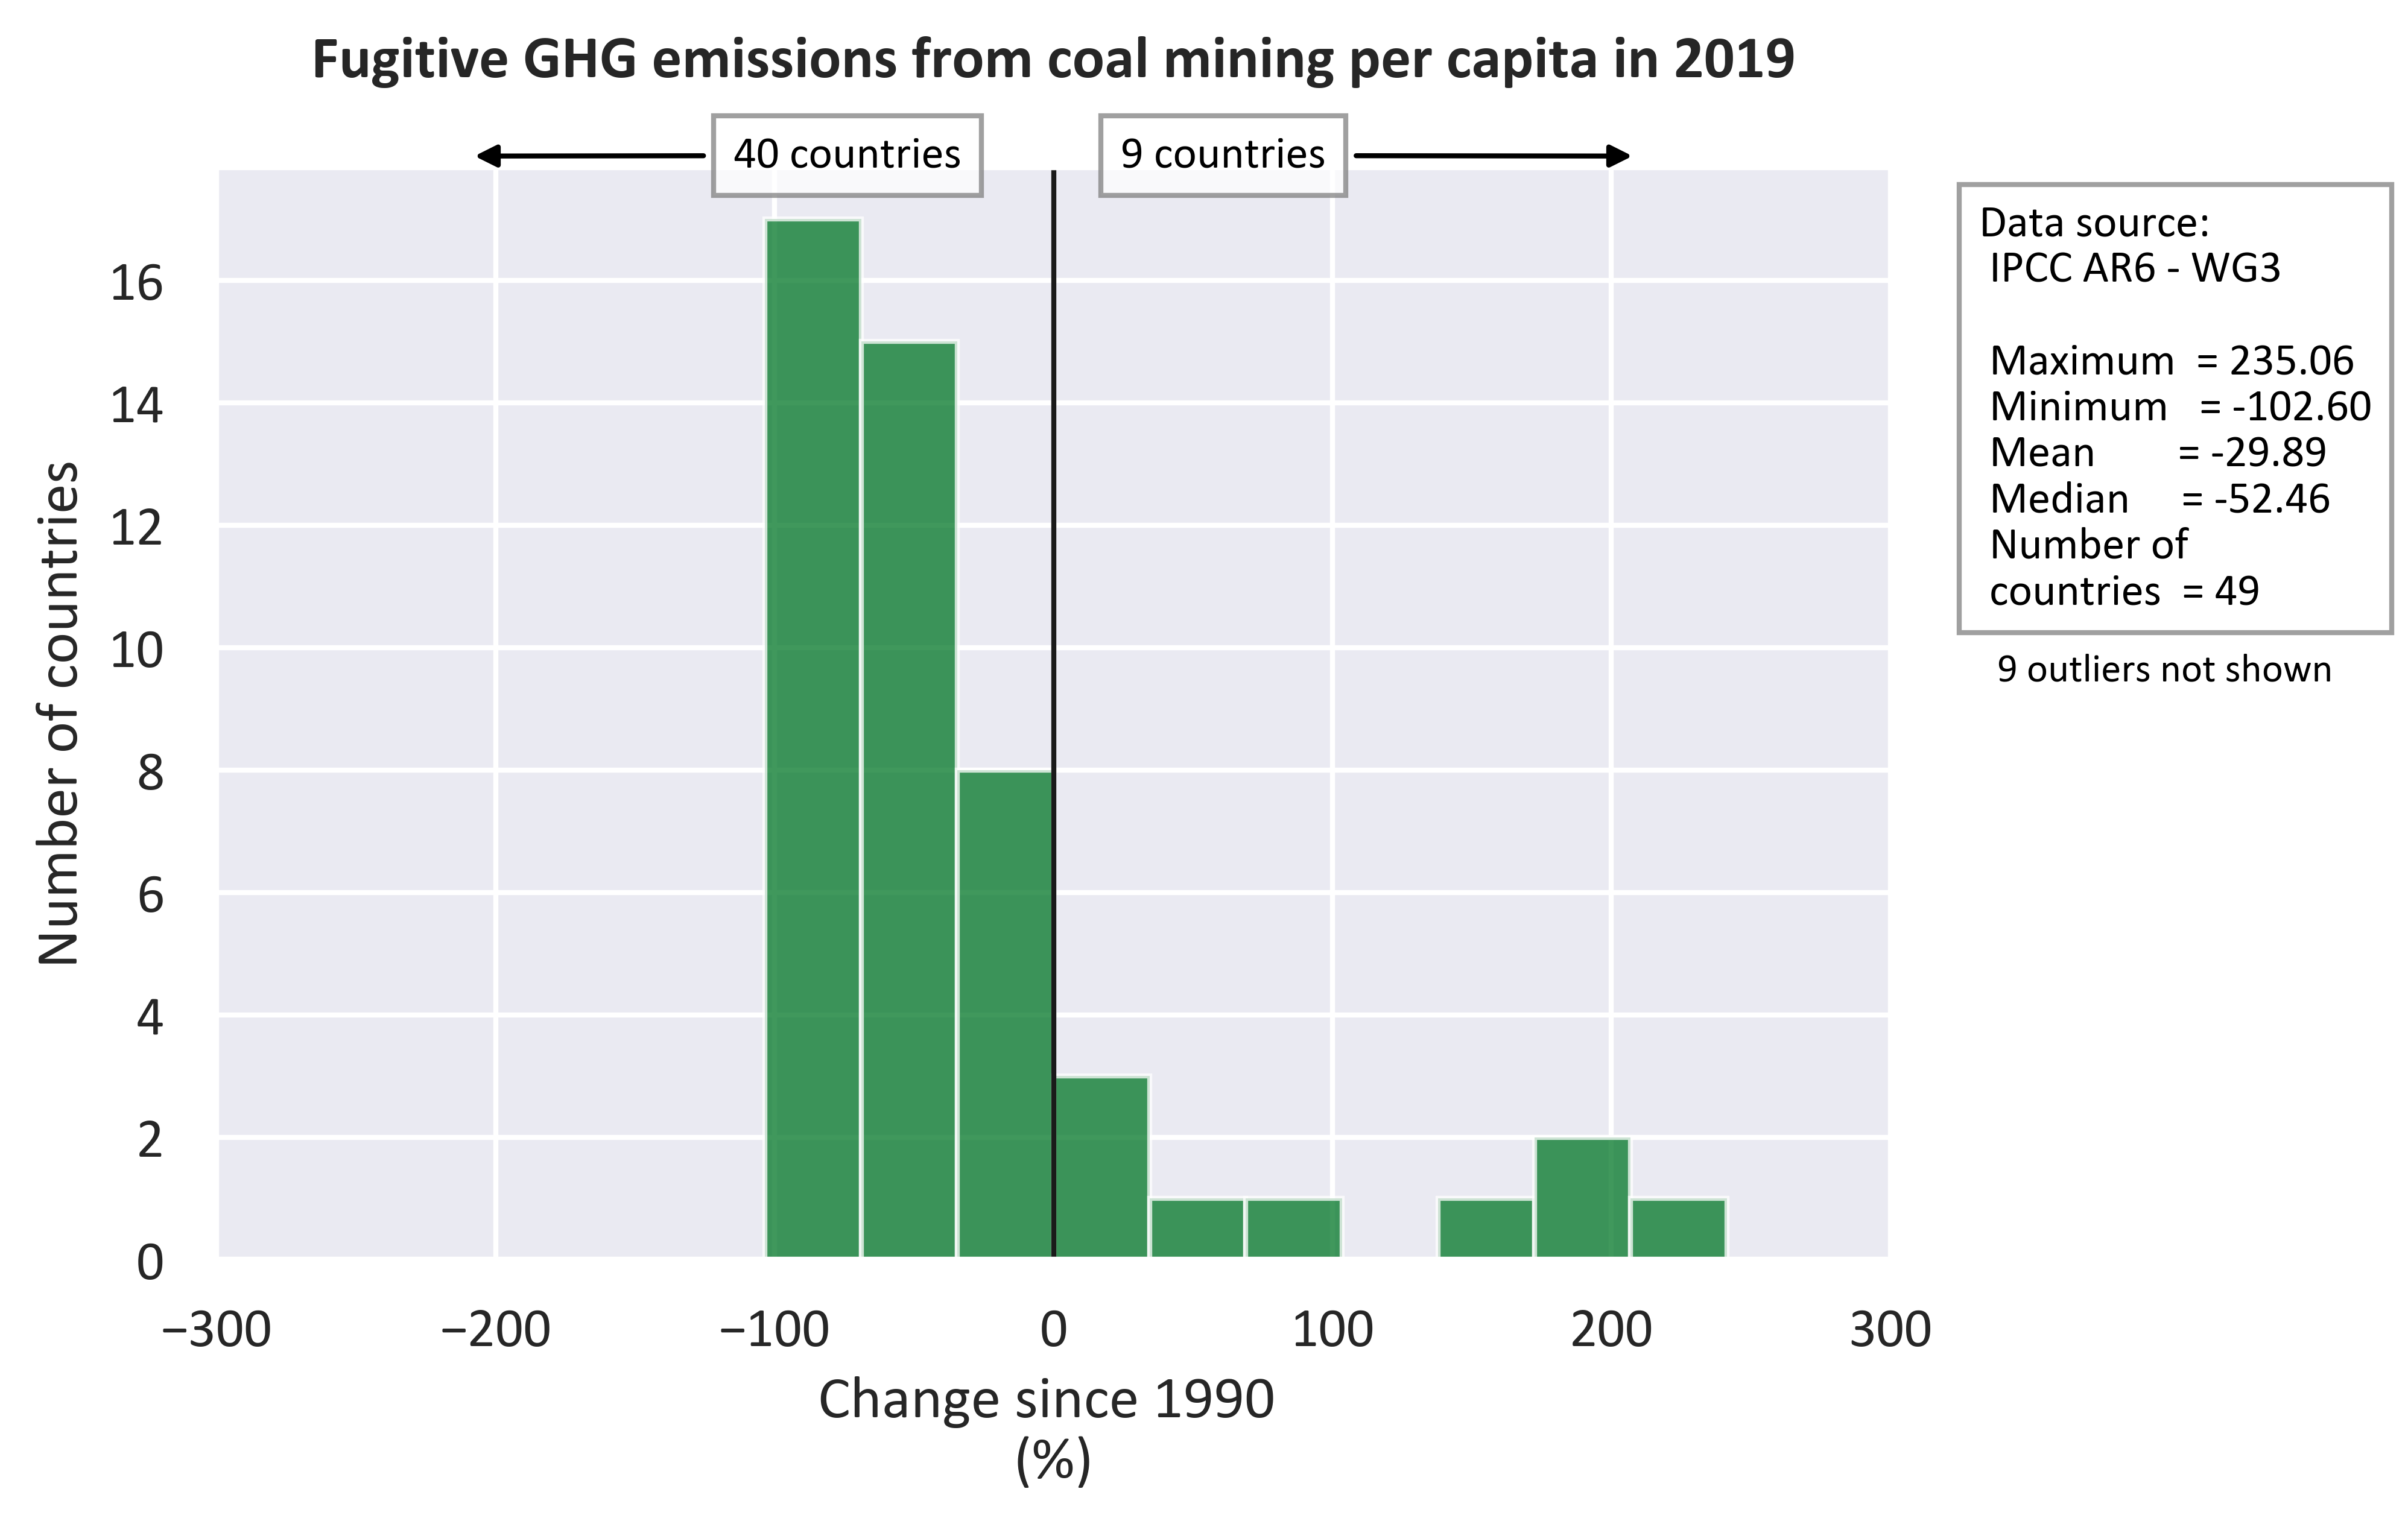 Fugitive GHG emissions from coal mining per capita in 2019
40 countries
9 countries
Data source:
IPCC AR6 - WG3
Maximum = 235.06
Minimum = -102.60
Mean = -29.89
Median = -52.46
Number of
countries = 49
9 outliers not shown
Number of countries
16
14
12
10
8
6
4
2
0
−300 −200 −100 0 100 200 300
Change since 1990
(%)